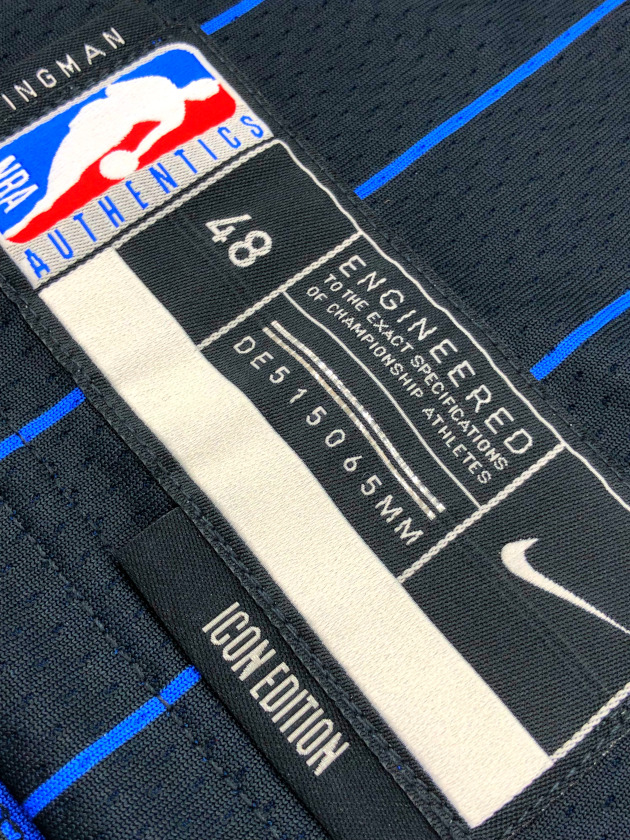 INGMAN
NBA
AUTHENTICS
48
ENGINEERED
TO THE EXACT SPECIFICATIONS
OF CHAMPIONSHIP ATHLETES
DE515065MM
ICON EDITION